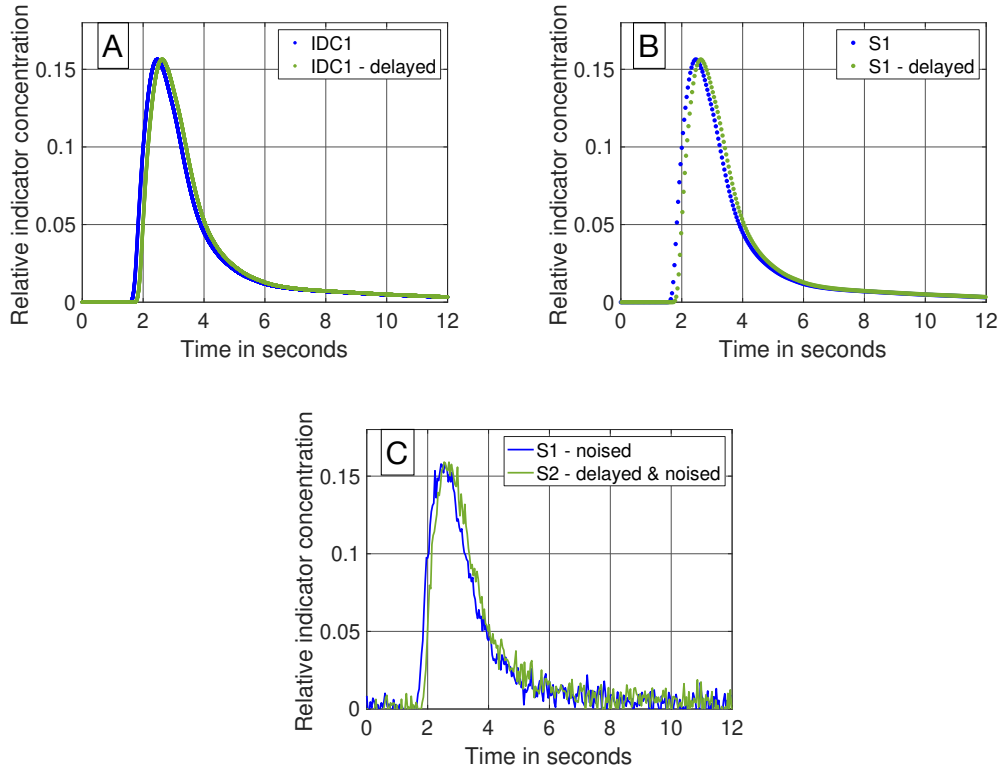 A
IDC1
IDC1 - delayed
Relative indicator concentration
0.15
0.1
0.05
0
0 2 4 6 8 10 12
Time in seconds
B
S1
S1 - delayed
Relative indicator concentration
0.15
0.1
0.05
0
0 2 4 6 8 10 12
Time in seconds
C
S1 - noised
S2 - delayed & noised
Relative indicator concentration
0.15
0.1
0.05
0
0 2 4 6 8 10 12
Time in seconds